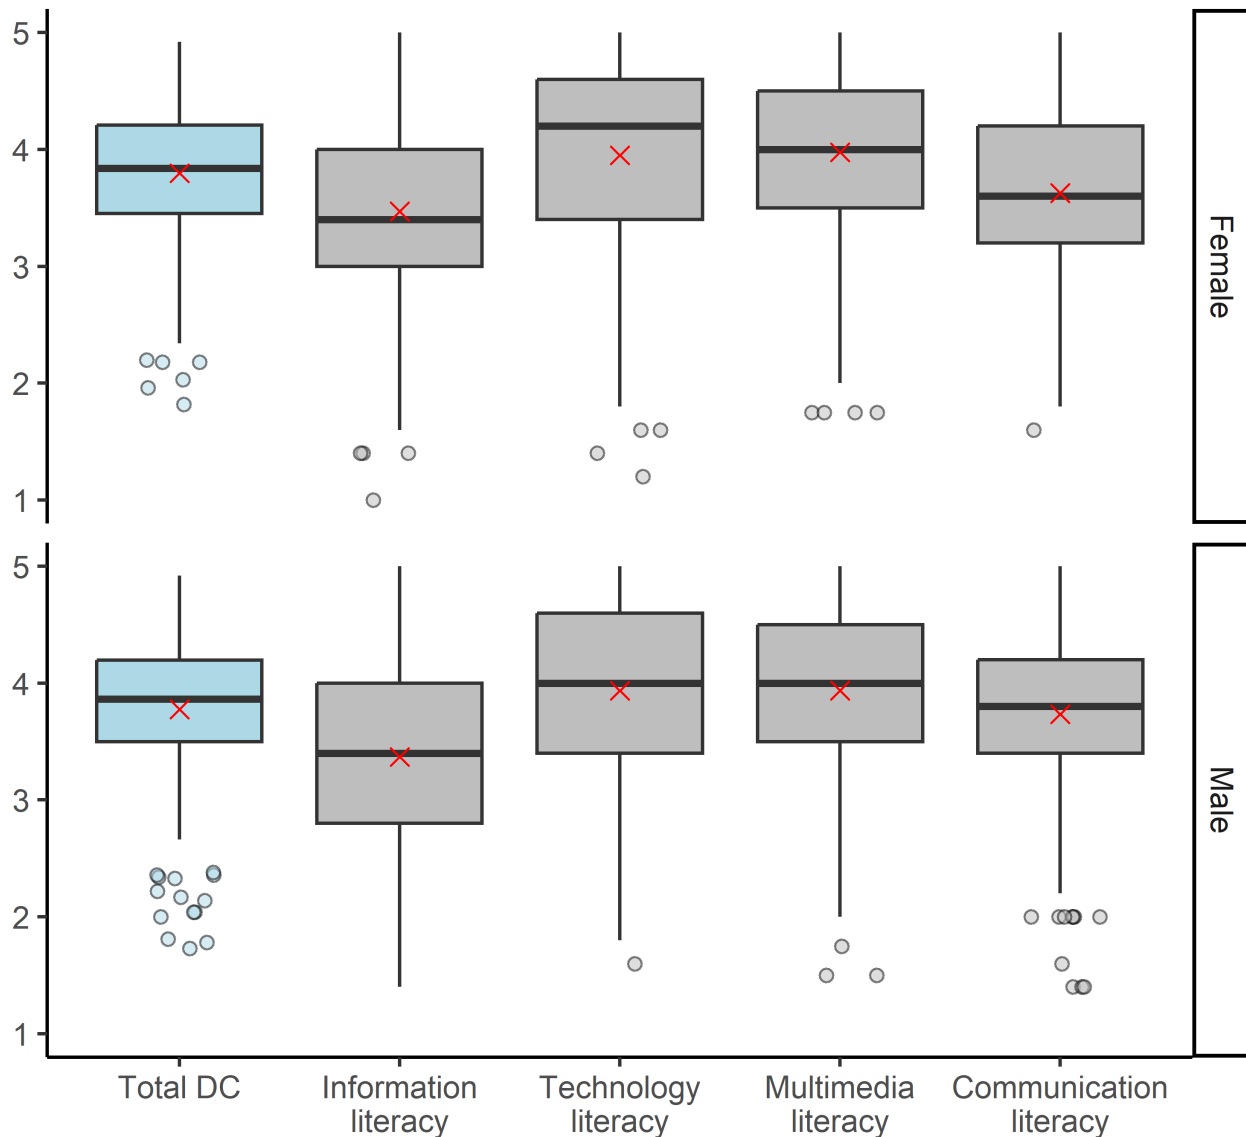 5
4
3
2
1
Female
5
4
3
2
1
Male
Total DC
Information
literacy
Technology
literacy
Multimedia
literacy
Communication
literacy